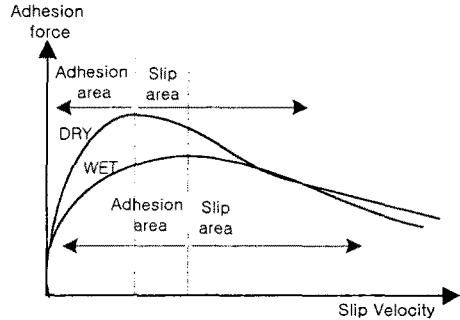 Adhesion
force
Adhesion
area
Slip
area
DRY
WET
Adhesion
area
Slip
area
Slip Velocity